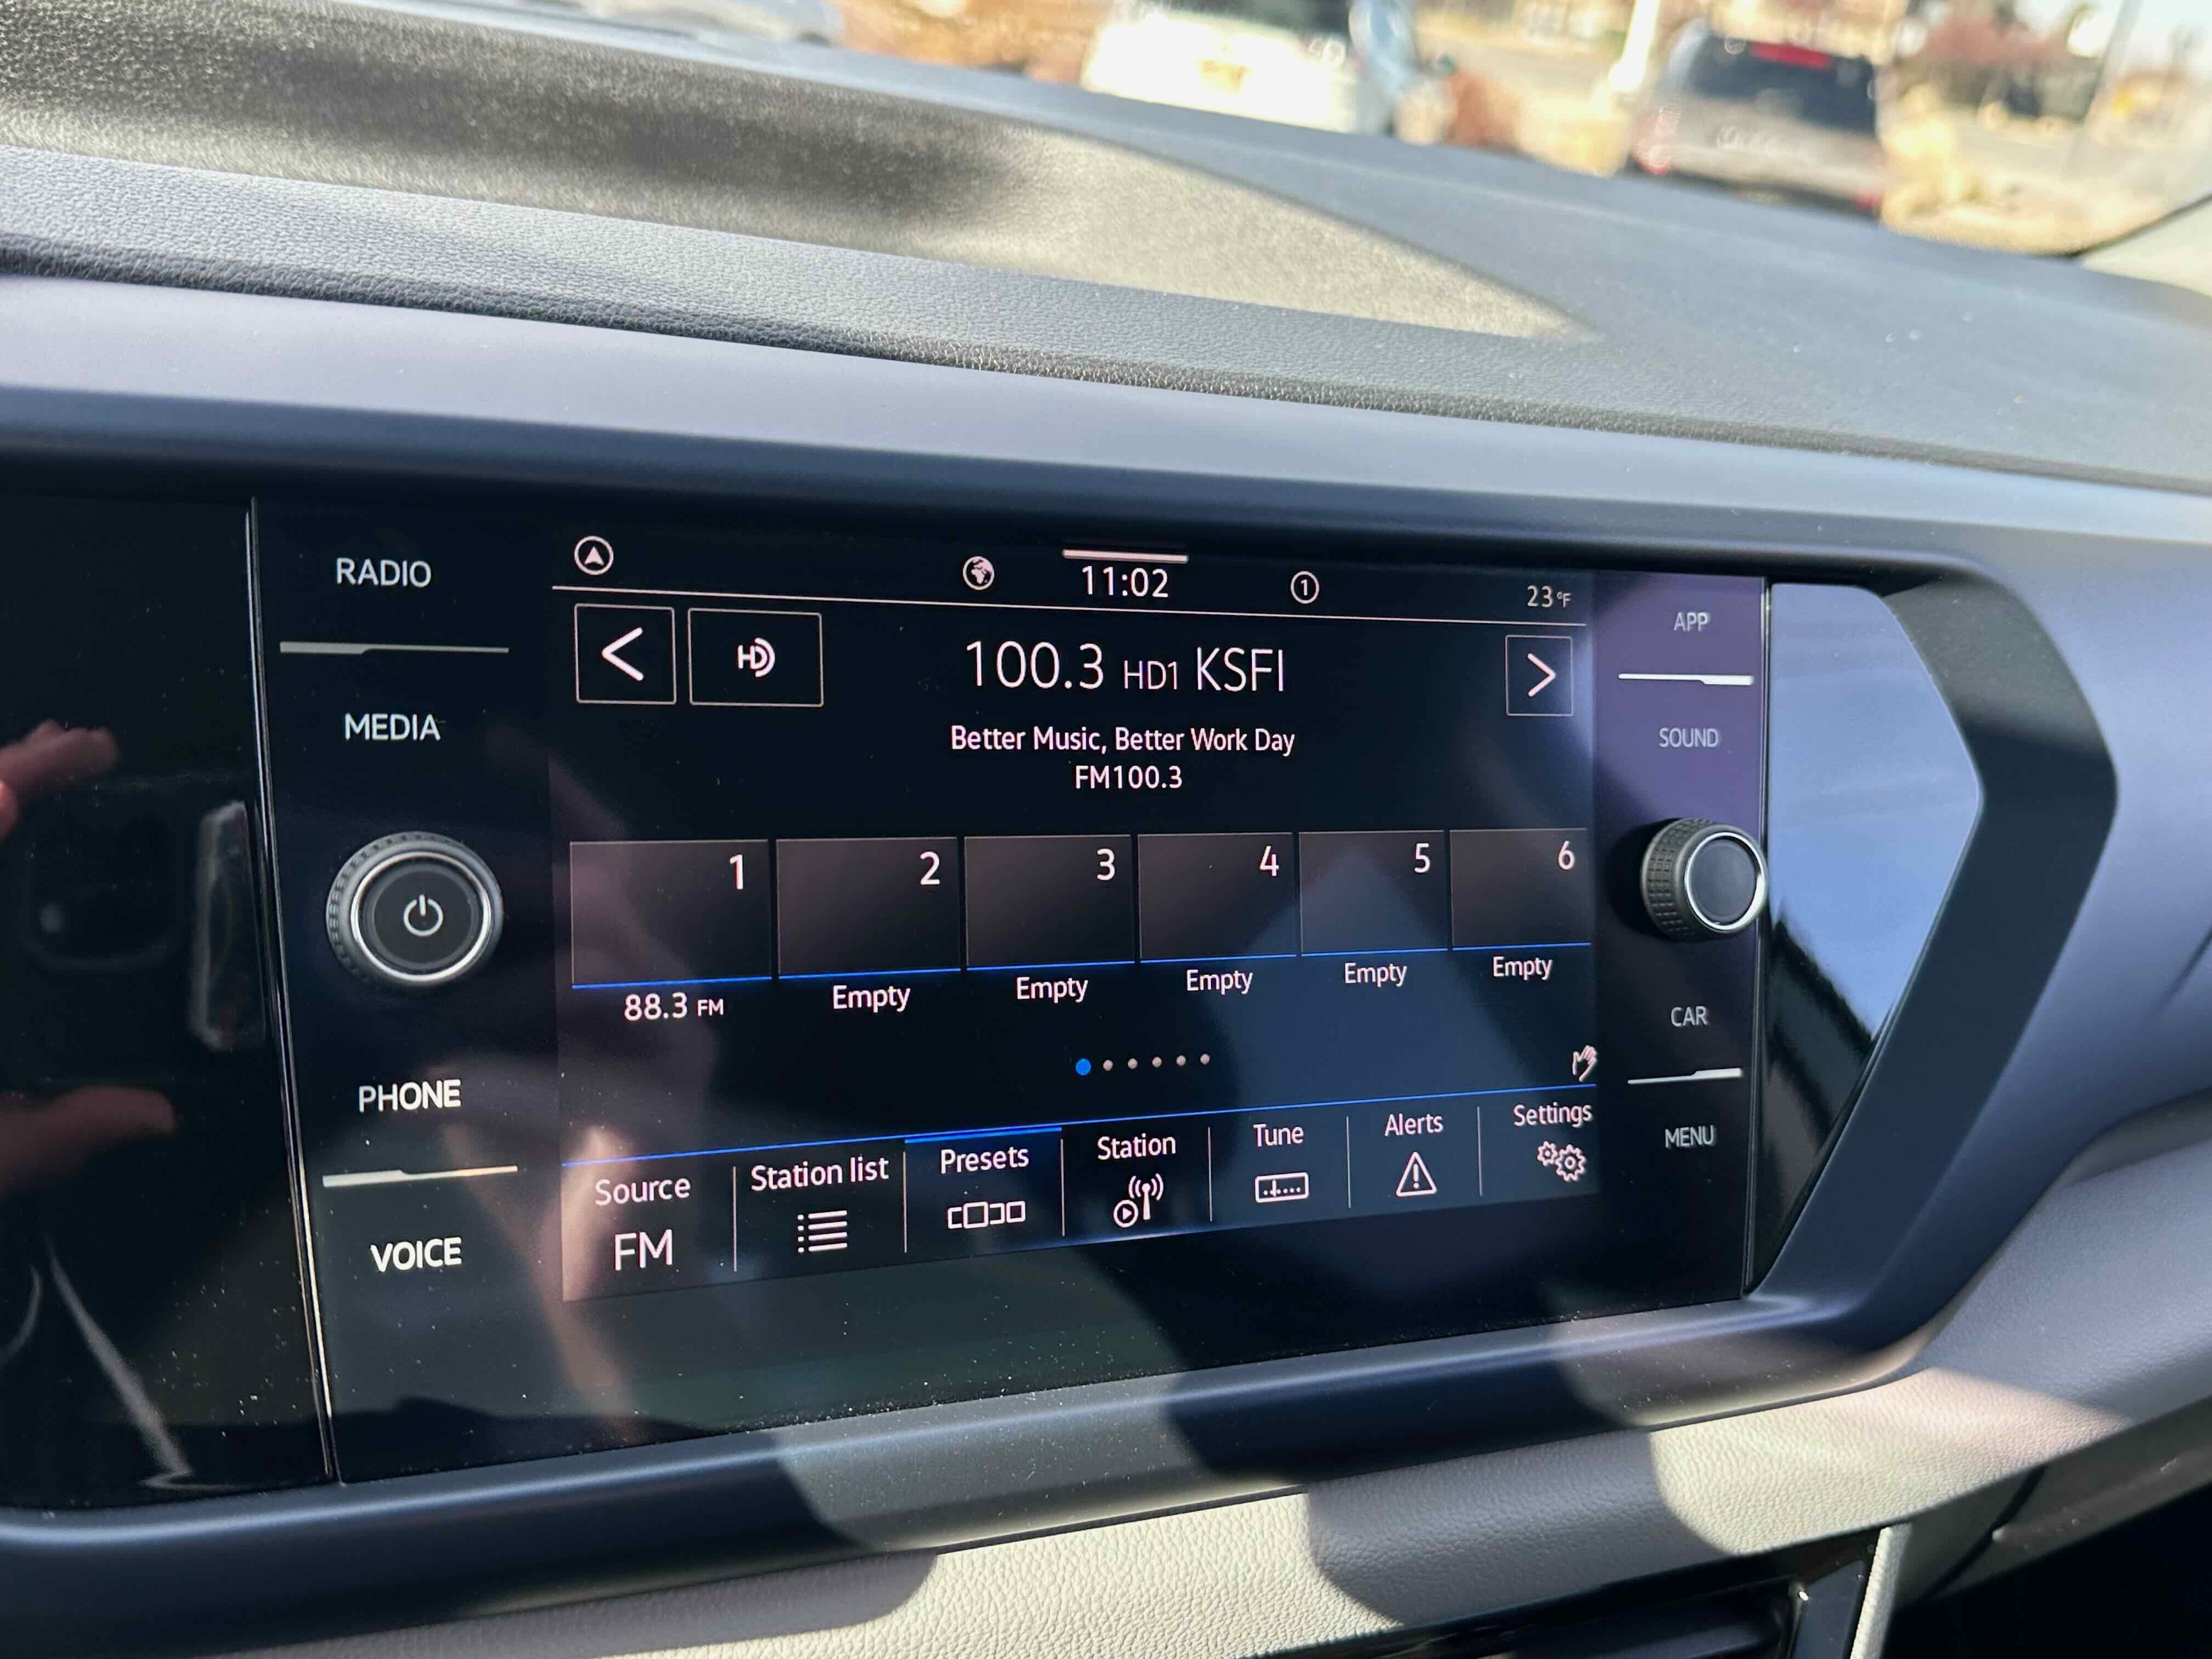 RADIO
MEDIA
PHONE
VOICE
11:02
1
23°F
HD
100.3 HD1 KSFI
Better Music, Better Work Day
FM100.3
1
2
3
4
5
6
88.3 FM
Empty
Empty
Empty
Empty
Empty
Source
FM
Station list
Presets
Station
Tune
Alerts
Settings
APP
SOUND
CAR
MENU